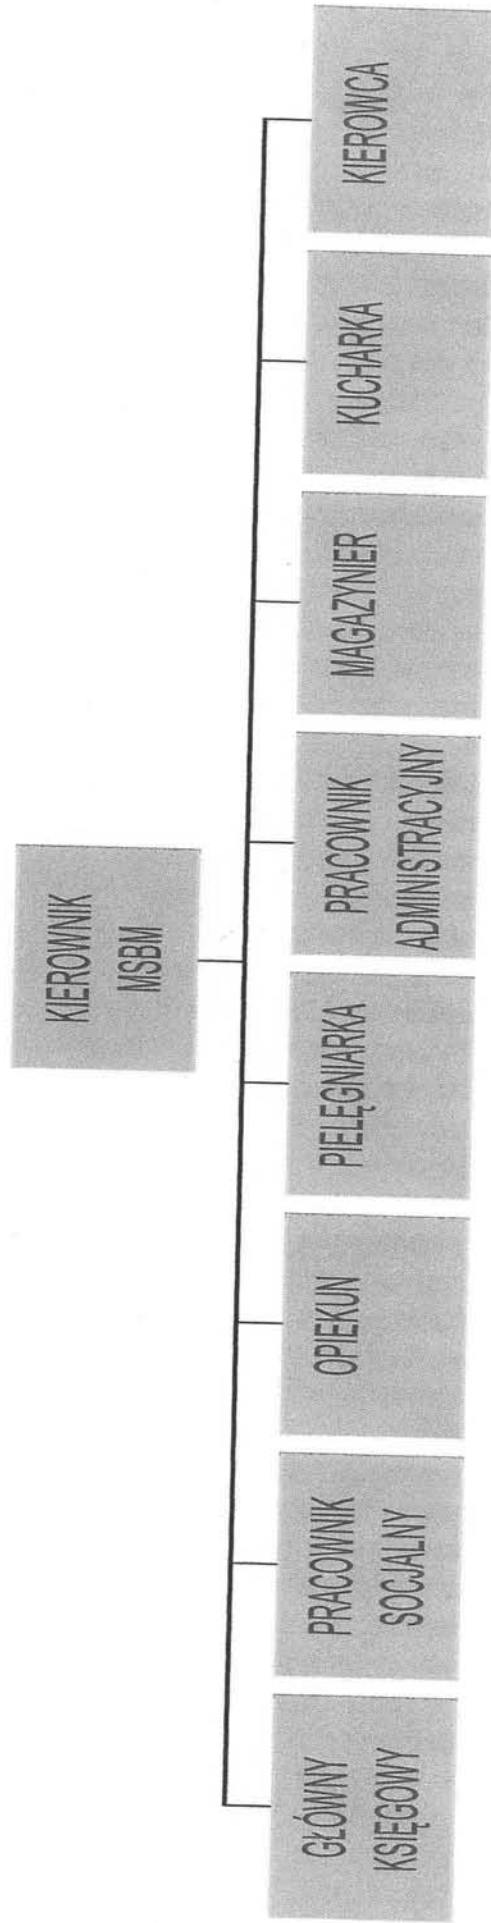 KIEROWNIK
MSBM
GŁÓWNY
KSIĘGOWY
PRACOWNIK
SOCJALNY
OPIEKUN
PIELĘGNIARKA
PRACOWNIK
ADMINISTRACYJNY
MAGAZYNIER
KUCHARKA
KIEROWCA